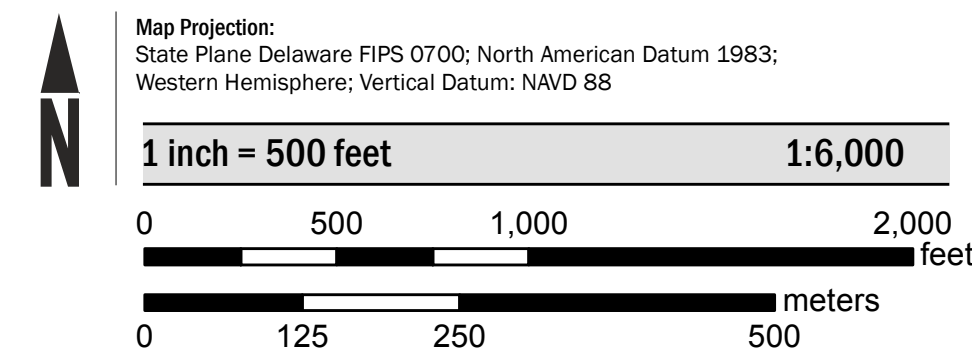 N
Map Projection:
State Plane Delaware FIPS 0700; North American Datum 1983;
Western Hemisphere; Vertical Datum: NAVD 88
1 inch = 500 feet 1:6,000
0 500 1,000 2,000
feet
meters
0 125 250 500